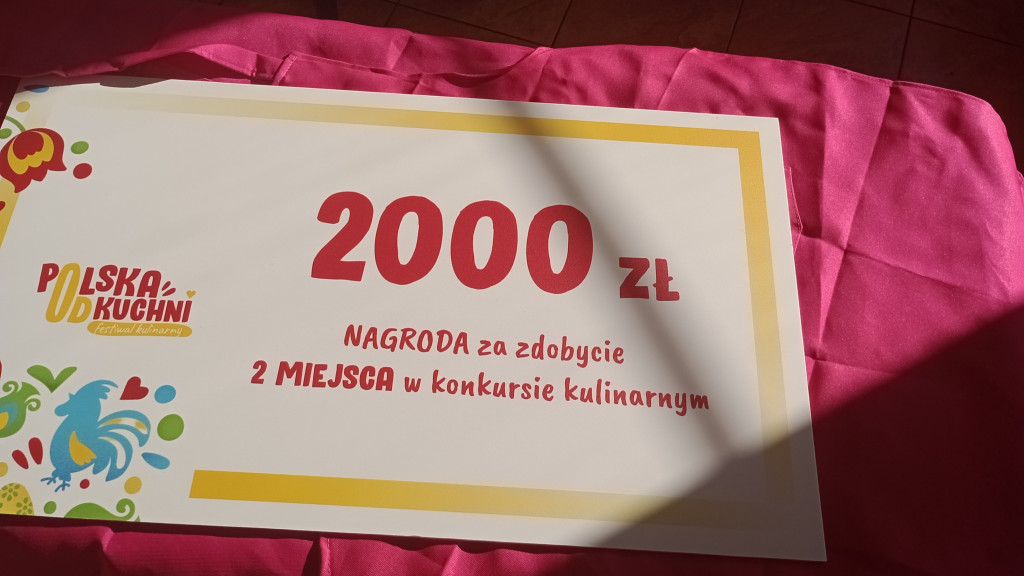 POLSKA
OD KUCHNI
festiwal kulinarny
2000 ZŁ
NAGRODA za zdobycie
2 MIEJSCA w konkursie kulinarnym